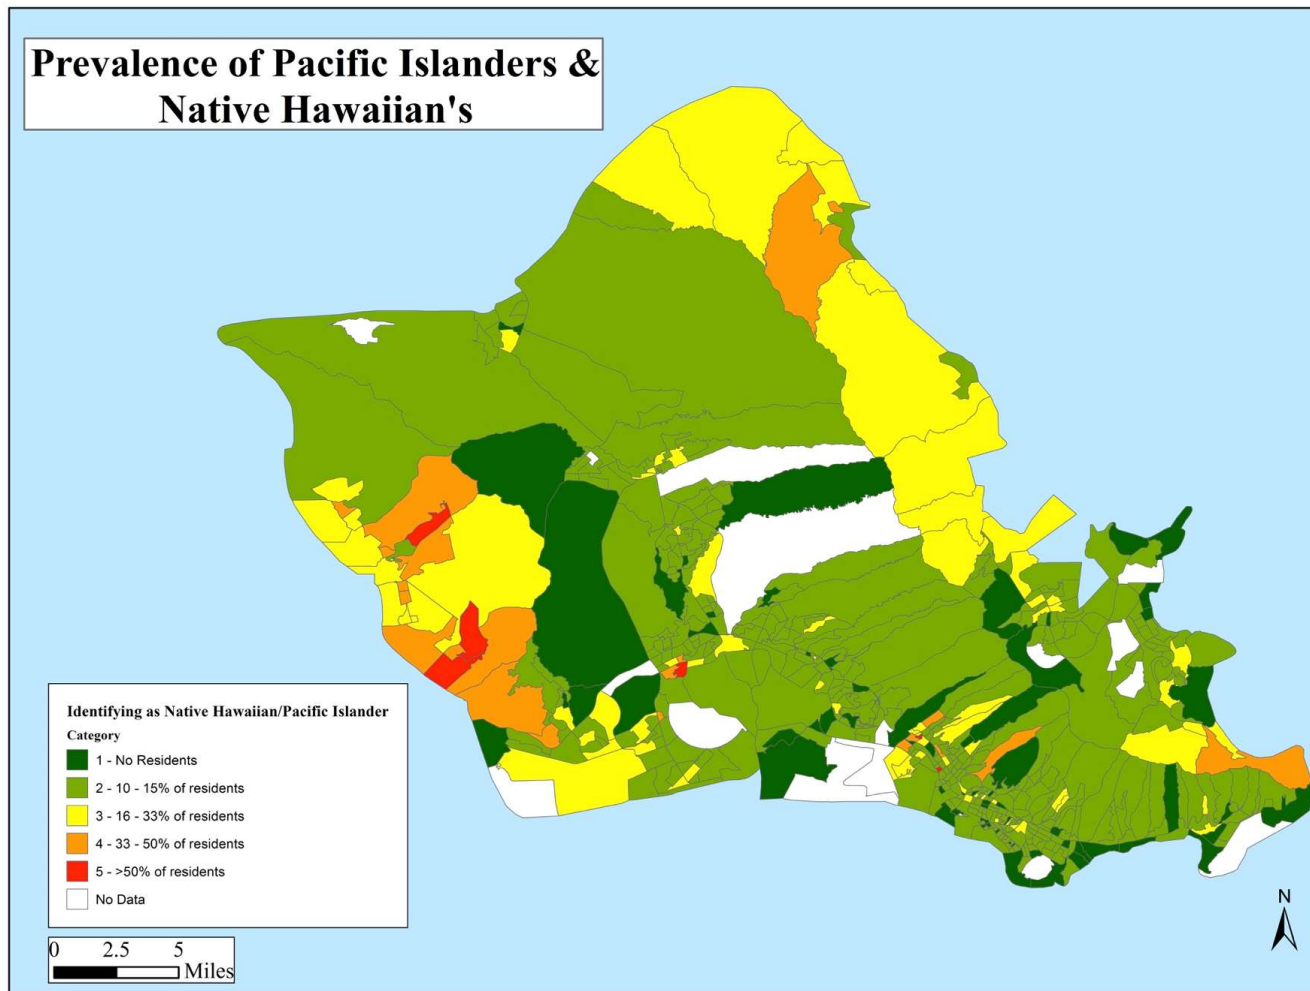 Prevalence of Pacific Islanders &
Native Hawaiian's
Identifying as Native Hawaiian/Pacific Islander
Category
1 - No Residents
2 - 10 - 15% of residents
3 - 16 - 33% of residents
4 - 33 - 50% of residents
5 - >50% of residents
No Data
0 2.5 5
Miles
N